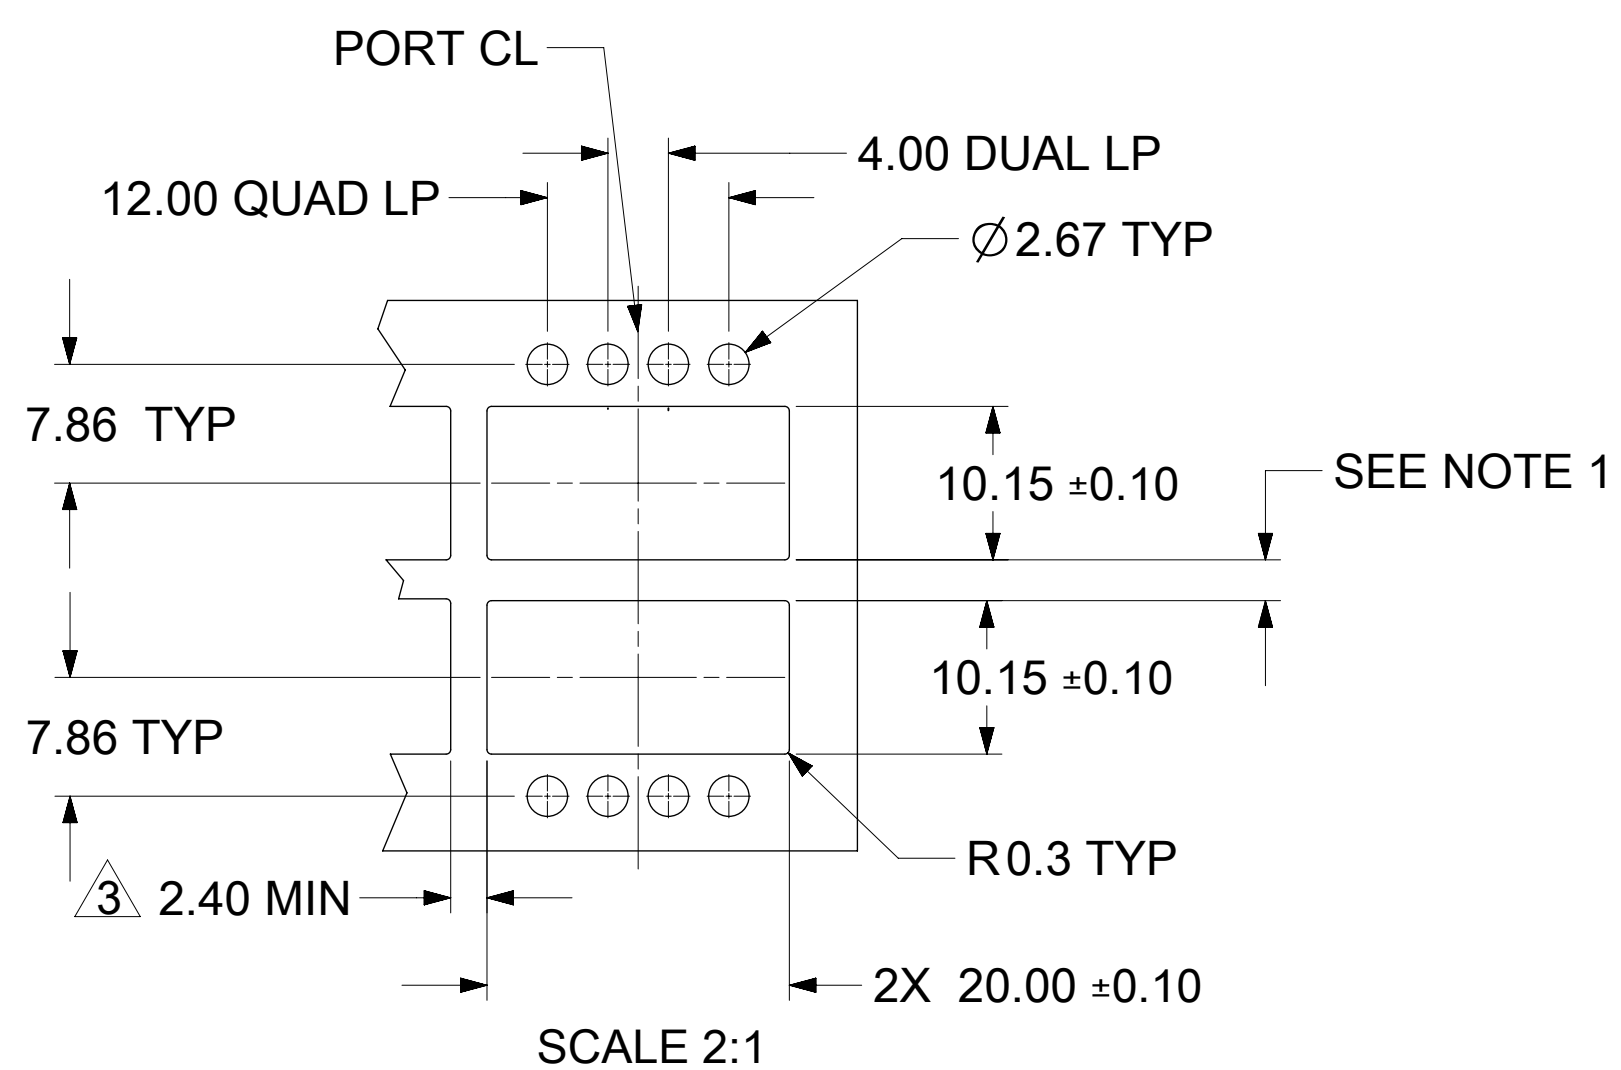 PORT CL
4.00 DUAL LP
12.00 QUAD LP
∅2.67 TYP
7.86 TYP
10.15 ±0.10
SEE NOTE 1
10.15 ±0.10
7.86 TYP
R0.3 TYP
3 2.40 MIN
2X 20.00 ±0.10
SCALE 2:1